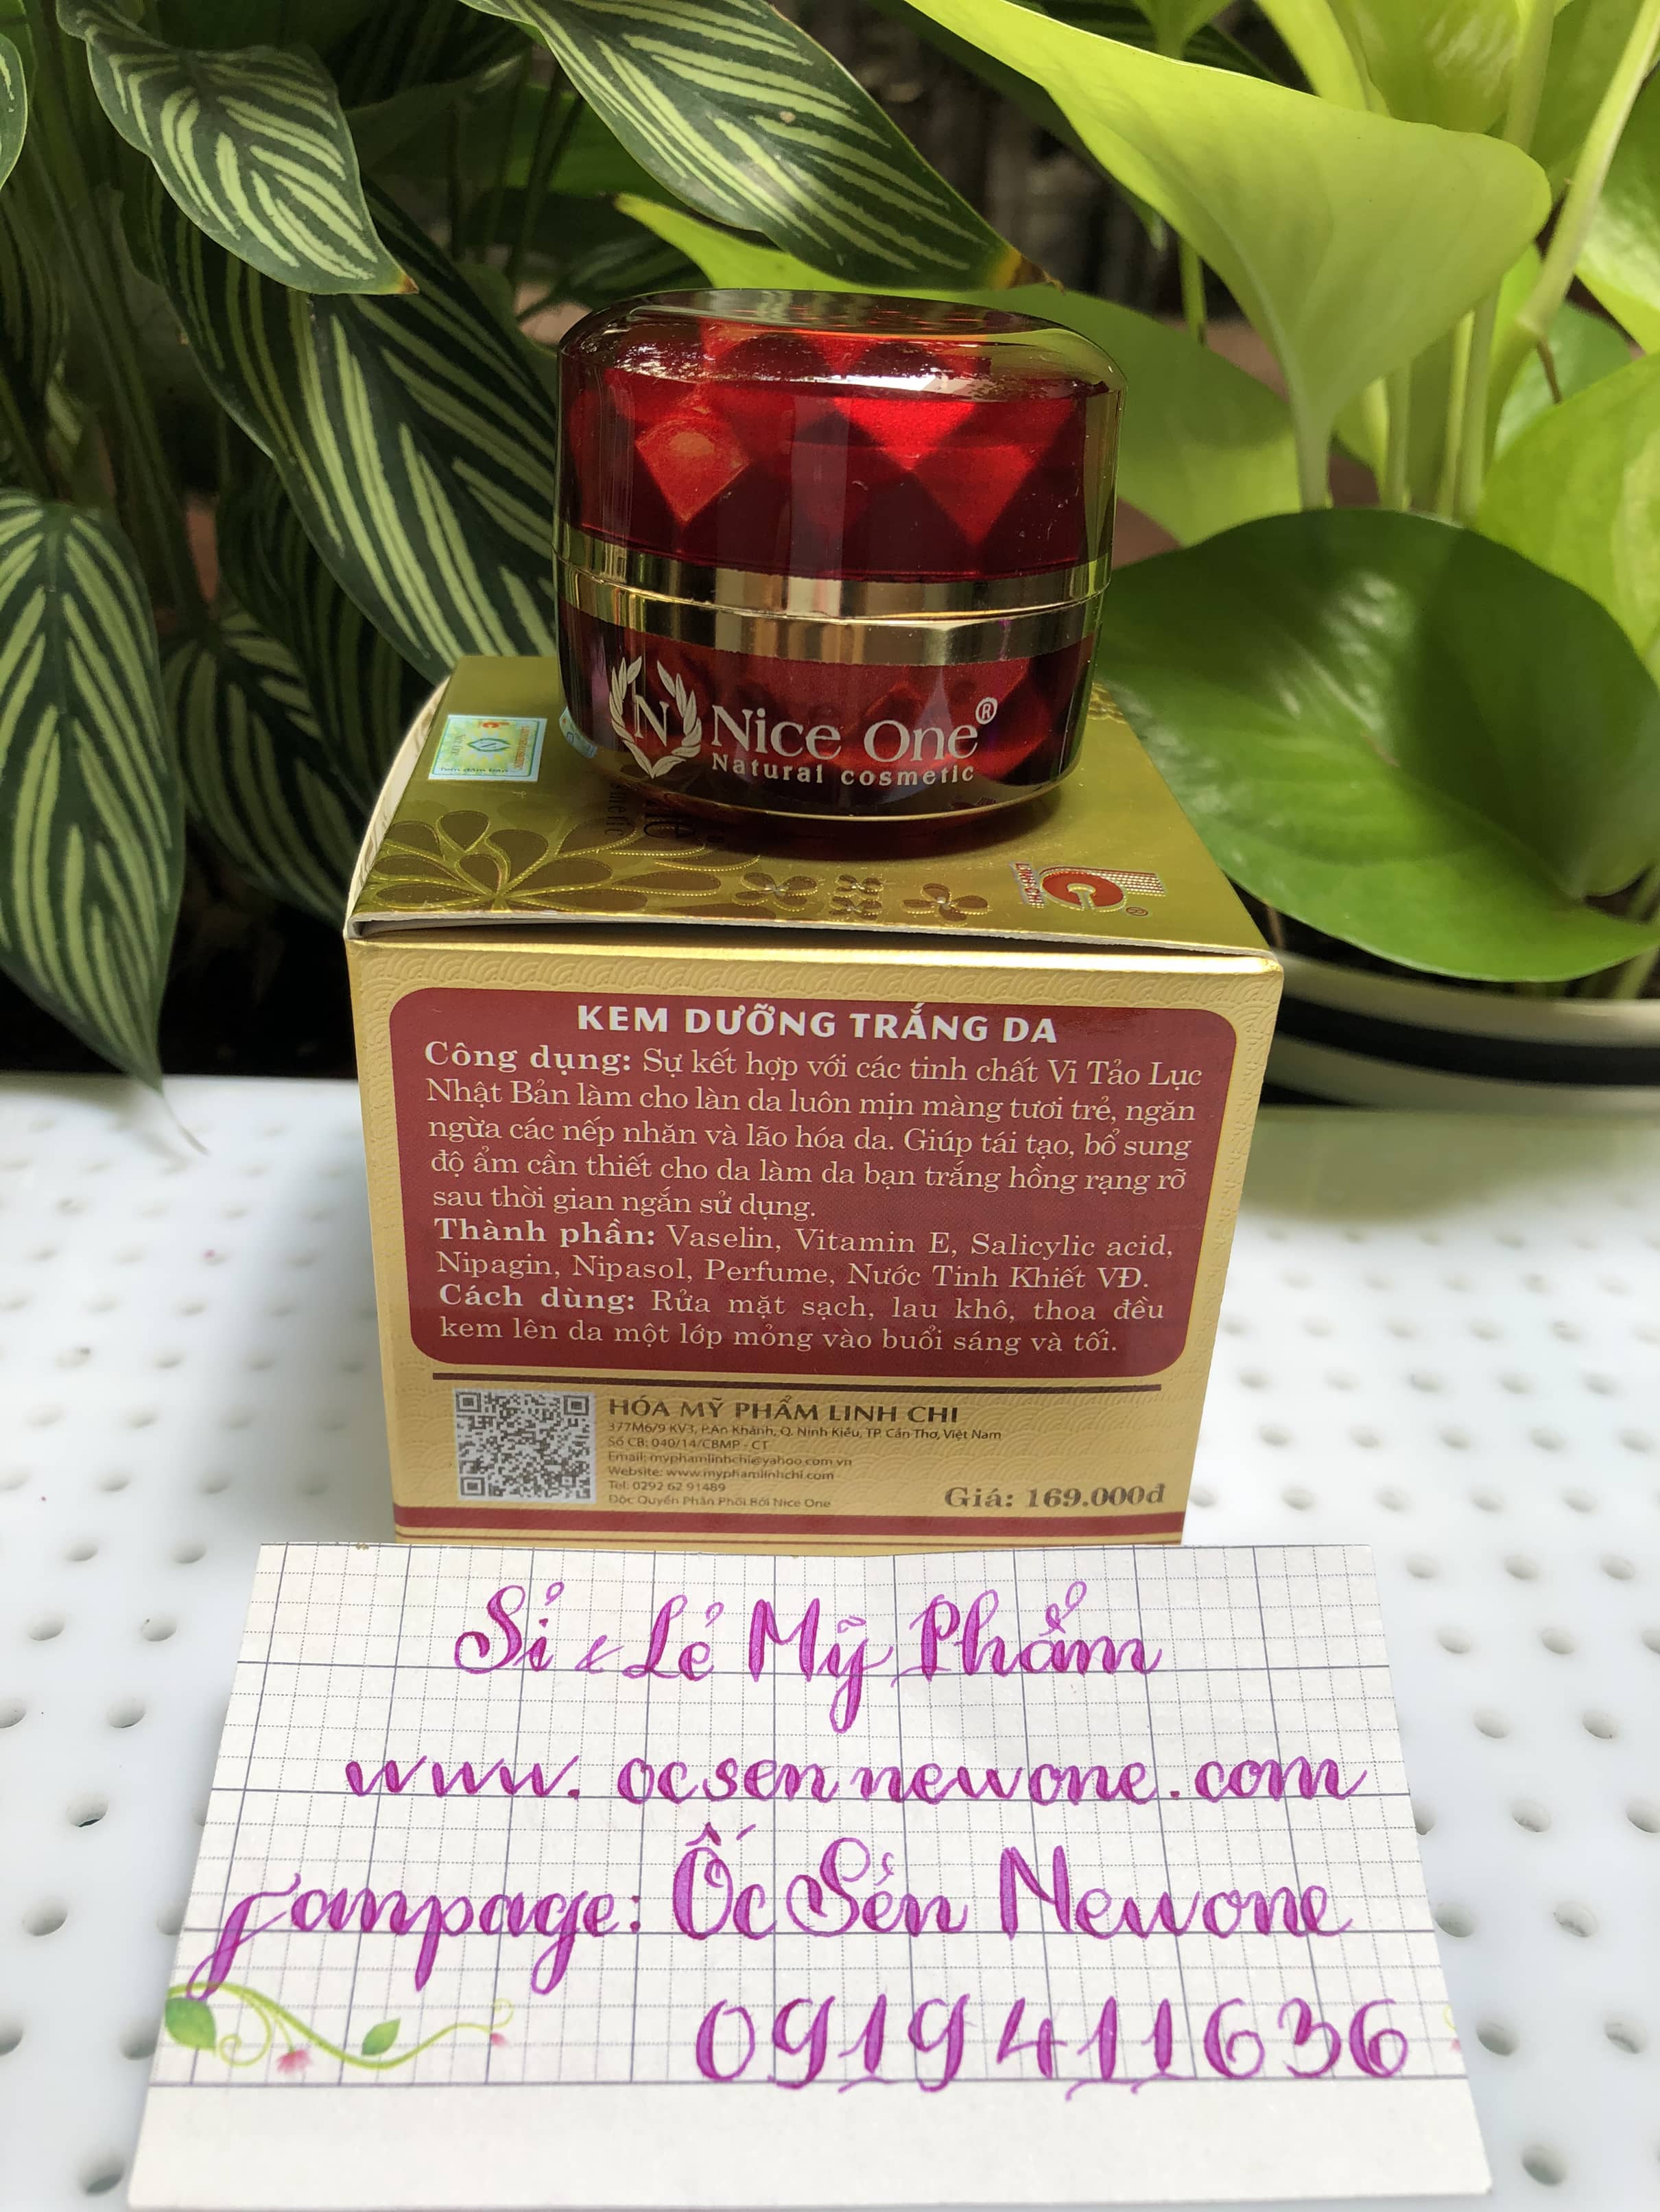 N Nice One®
Natural cosmetic
KEM DƯỠNG TRẮNG DA
Công dụng: Sự kết hợp với các tinh chất Vi Tảo Lục
Nhật Bản làm cho làn da luôn mịn màng tươi trẻ, ngăn
ngừa các nếp nhăn và lão hóa da. Giúp tái tạo, bổ sung
độ ẩm cần thiết cho da làm da bạn trắng hồng rạng rỡ
sau thời gian ngắn sử dụng.
Thành phần: Vaselin, Vitamin E, Salicylic acid,
Nipagin, Nipasol, Perfume, Nước Tinh Khiết VĐ.
Cách dùng: Rửa mặt sạch, lau khô, thoa đều
kem lên da một lớp mỏng vào buổi sáng và tối.
HÓA MỸ PHẨM LINH CHI
377M6/9 KV3, P.An Khánh, Q. Ninh Kiều, TP. Cần Thơ, Việt Nam
Số CB: 040/14/CBMP - CT
Email: myphamlinhchi@yahoo.com.vn
Website: www.myphamlinhchi.com
Tel: 0292 62 91489
Độc Quyền Phân Phối Bởi Nice One
Giá: 169.000đ
Sỉ & Lẻ Mỹ Phẩm
www.ocsennewone.com
fanpage: Ốc Sên Newone
0919411636